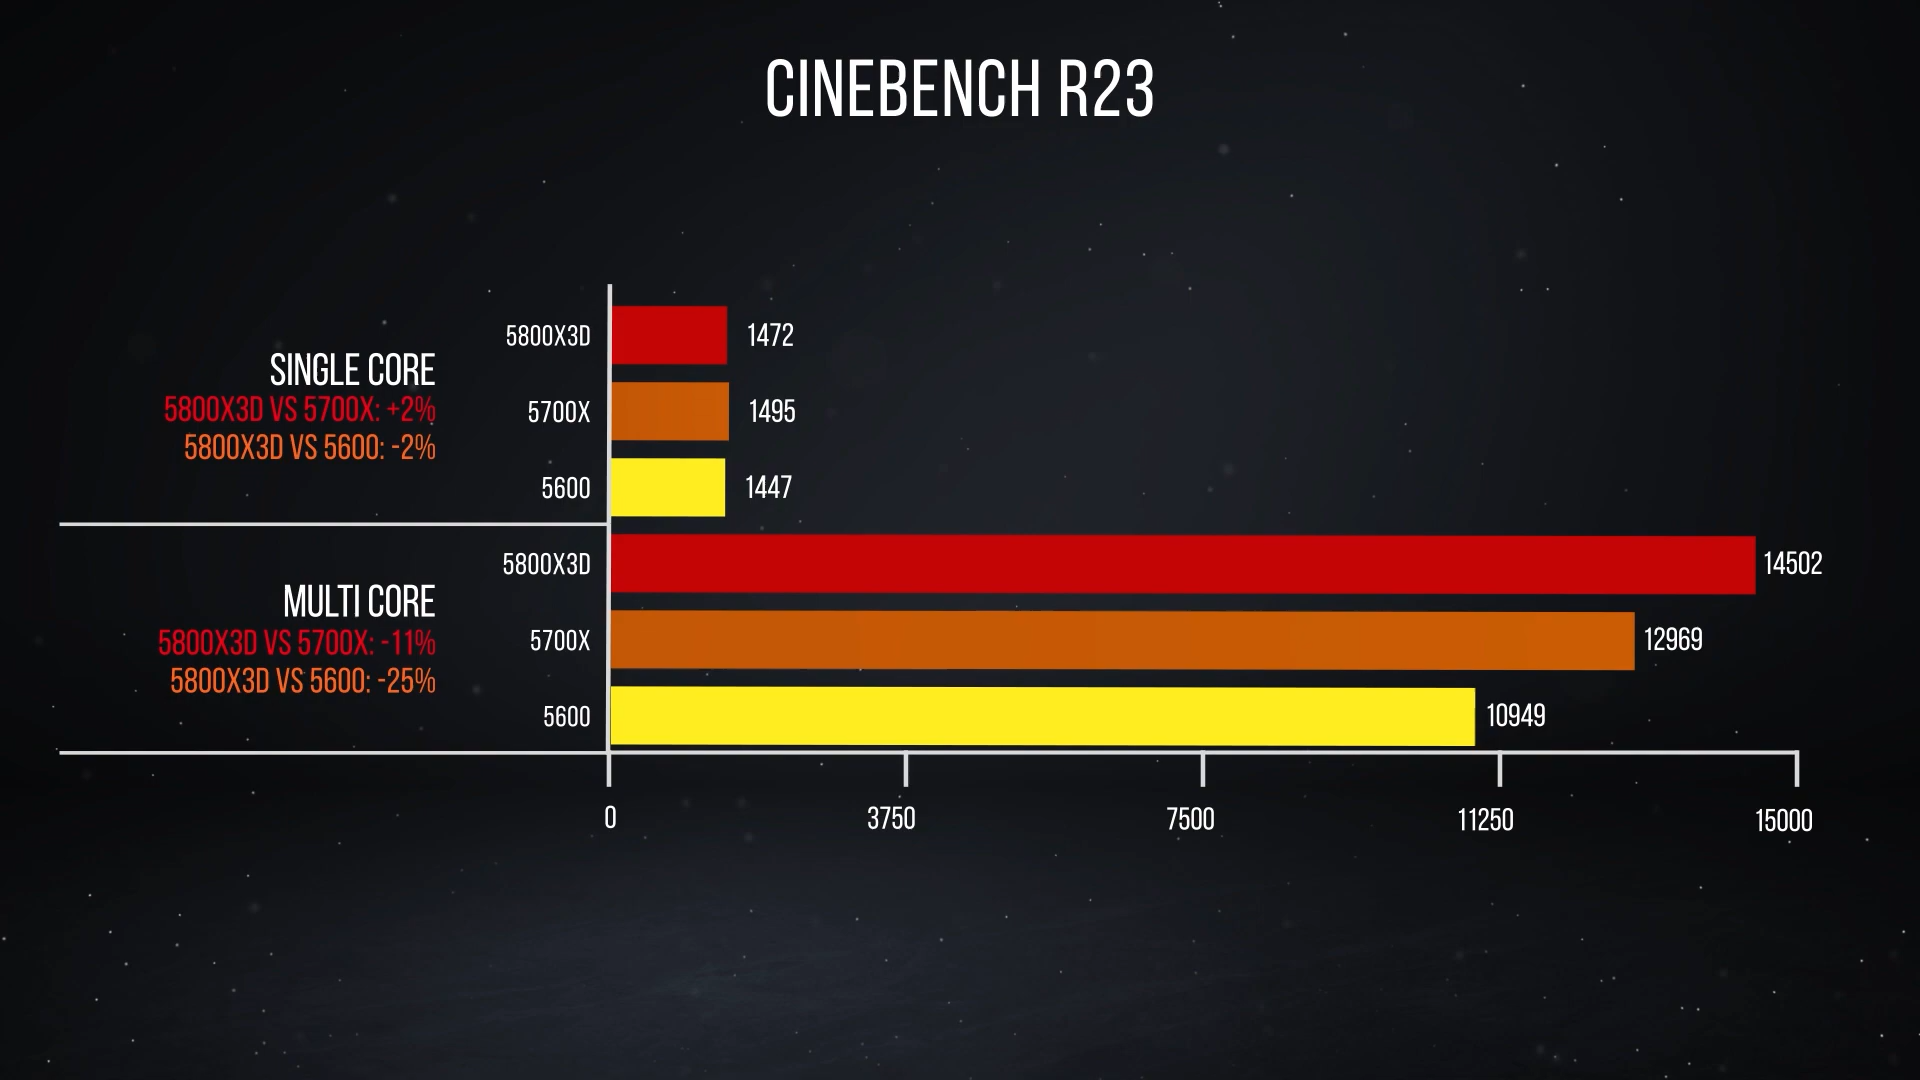 CINEBENCH R23
SINGLE CORE
5800X3D VS 5700X: +2%
5800X3D VS 5600: -2%
5800X3D
1472
5700X
1495
5600
1447
MULTI CORE
5800X3D VS 5700X: -11%
5800X3D VS 5600: -25%
5800X3D
14502
5700X
12969
5600
10949
0
3750
7500
11250
15000